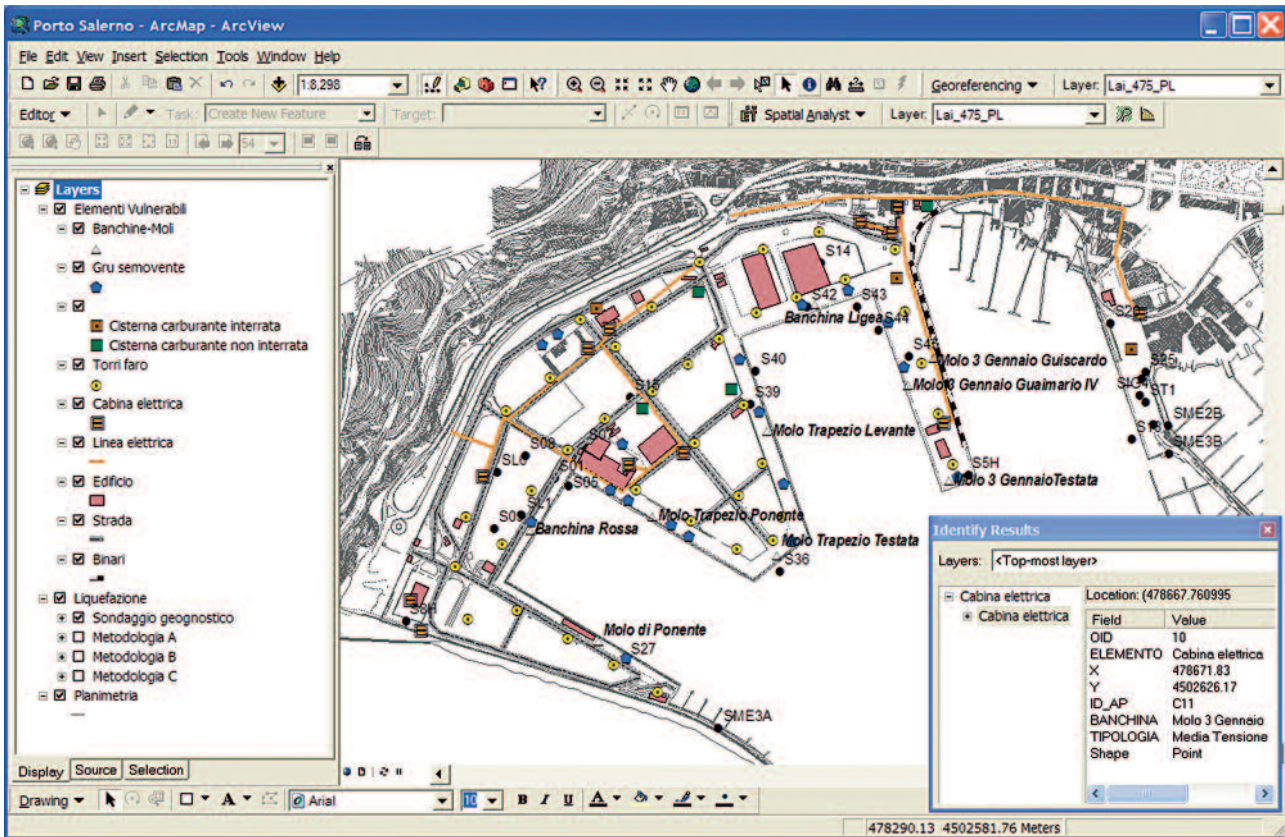 Porto Salerno - ArcMap - ArcView
File Edit View Insert Selection Tools Window Help
1:8,298 Georeferencing Layer: Lai_475_PL
Editor Task: Create New Feature Target: Spatial Analyst Layer: Lai_475_PL
54
Layers
Elementi Vulnerabili
Banchine-Moli
Gru semovente
Cisterna carburante interrata
Cisterna carburante non interrata
Torri faro
Cabina elettrica
Linea elettrica
Edificio
Strada
Binari
Liquefazione
Sondaggio geognostico
Metodologia A
Metodologia B
Metodologia C
Planimetria
Display Source Selection
S14
S42 S43
Banchina Ligea S44
S40
Molo 3 Gennaio Guiscardo
S25
Molo 3 Gennaio Guaimario IV
S15 S39
ST1
Molo Trapezio Levante
SME2B
SME3B
S08
S01
S05
S5H
Molo 3 GennaioTestata
Molo Trapezio Ponente
Banchina Rossa
Molo Trapezio Testata
S36
Molo di Ponente
S27
SME3A
Identify Results
Layers: <Top-most layer>
Cabina elettrica
Cabina elettrica
Location: (478667.760995
Field Value
OID 10
ELEMENTO Cabina elettrica
X 478671.83
Y 4502626.17
ID_AP C11
BANCHINA Molo 3 Gennaio
TIPOLOGIA Media Tensione
Shape Point
Drawing A Arial 10 B I U A
478290.13 4502581.76 Meters